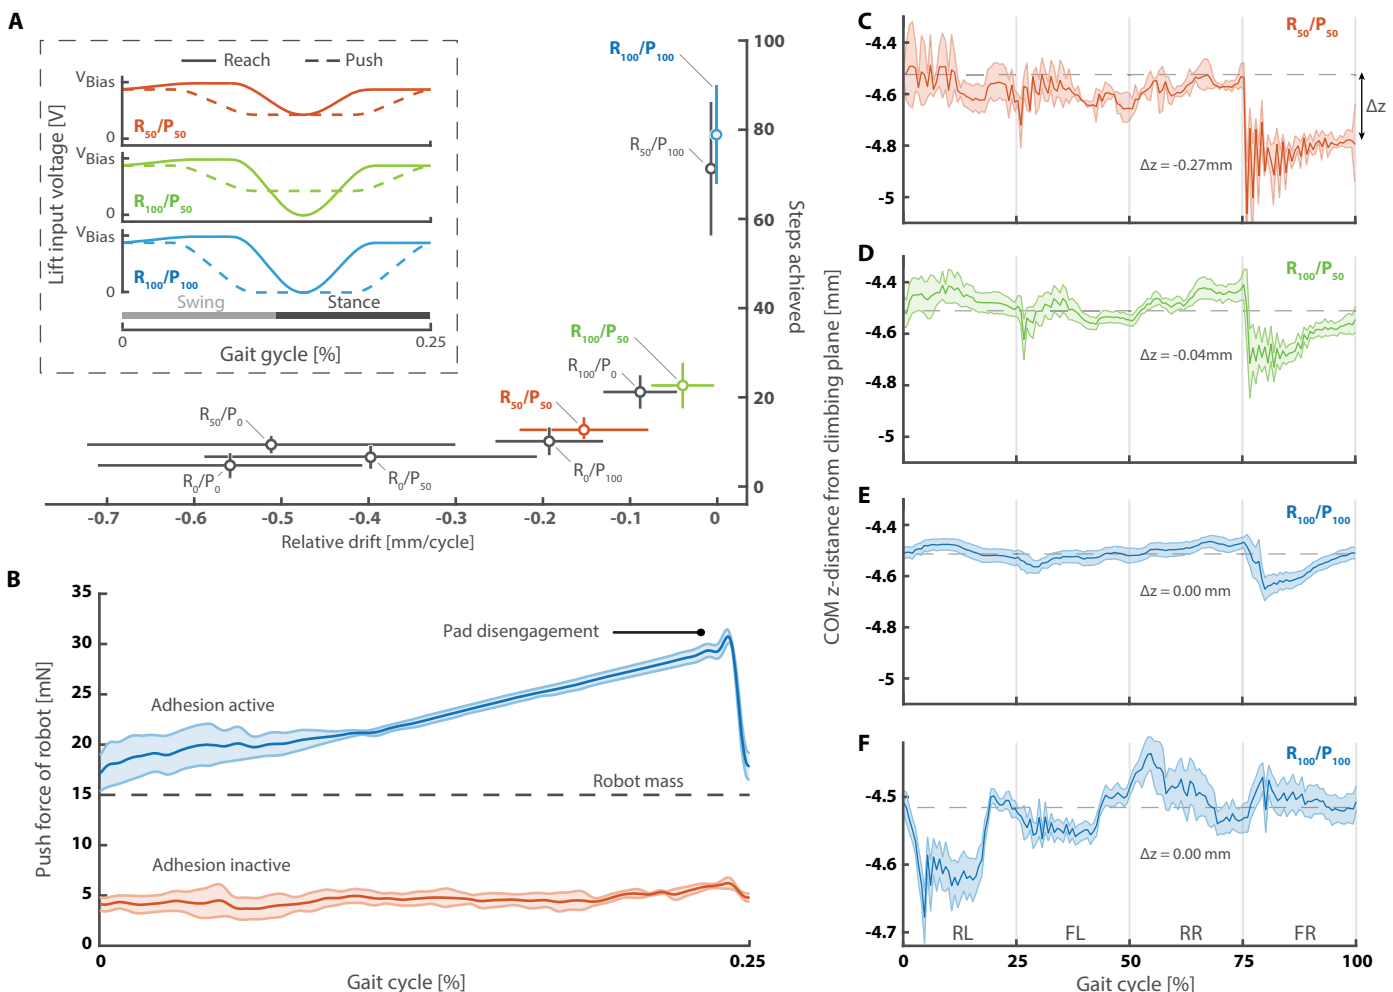 A
Reach
Push
Lift input voltage [V]
VBias
0
R50/P50
VBias
0
R100/P50
VBias
0
R100/P100
Swing
Stance
0
0.25
Gait gycle [%]
R100/P100
R50/P100
R100/P50
R100/P0
R50/P50
R50/P0
R0/P0
R0/P50
R0/P100
100
80
60
40
20
0
Steps achieved
-0.7
-0.6
-0.5
-0.4
-0.3
-0.2
-0.1
0
Relative drift [mm/cycle]
B
Push force of robot [mN]
35
30
25
20
15
10
5
0
Pad disengagement
Adhesion active
Robot mass
Adhesion inactive
0
0.25
Gait cycle [%]
COM z-distance from climbing plane [mm]
C
R50/P50
-4.4
-4.6
-4.8
-5
Δz = -0.27mm
Δz
D
R100/P50
-4.4
-4.6
-4.8
-5
Δz = -0.04mm
E
R100/P100
-4.4
-4.6
-4.8
-5
Δz = 0.00 mm
F
R100/P100
-4.5
-4.6
-4.7
Δz = 0.00 mm
RL
FL
RR
FR
0
25
50
75
100
Gait cycle [%]